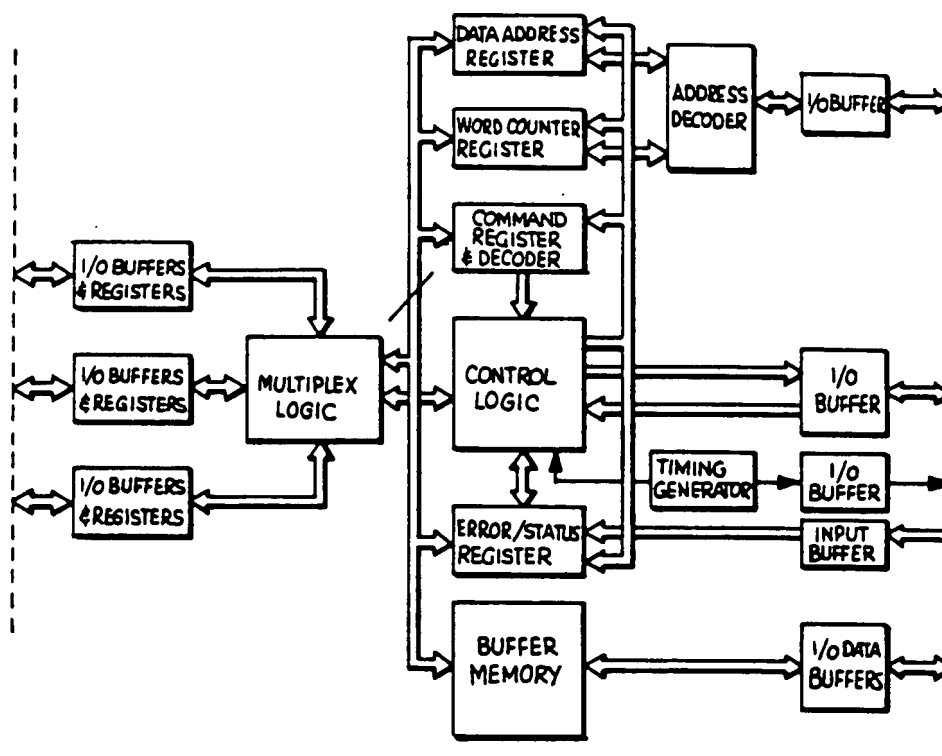 DATA ADDRESS
REGISTER
WORD COUNTER
REGISTER
ADDRESS
DECODER
I/O BUFFER
COMMAND
REGISTER
& DECODER
I/O BUFFERS
& REGISTERS
I/O BUFFERS
& REGISTERS
I/O BUFFERS
& REGISTERS
MULTIPLEX
LOGIC
CONTROL
LOGIC
I/O
BUFFER
TIMING
GENERATOR
I/O
BUFFER
ERROR/STATUS
REGISTER
INPUT
BUFFER
BUFFER
MEMORY
I/O DATA
BUFFERS